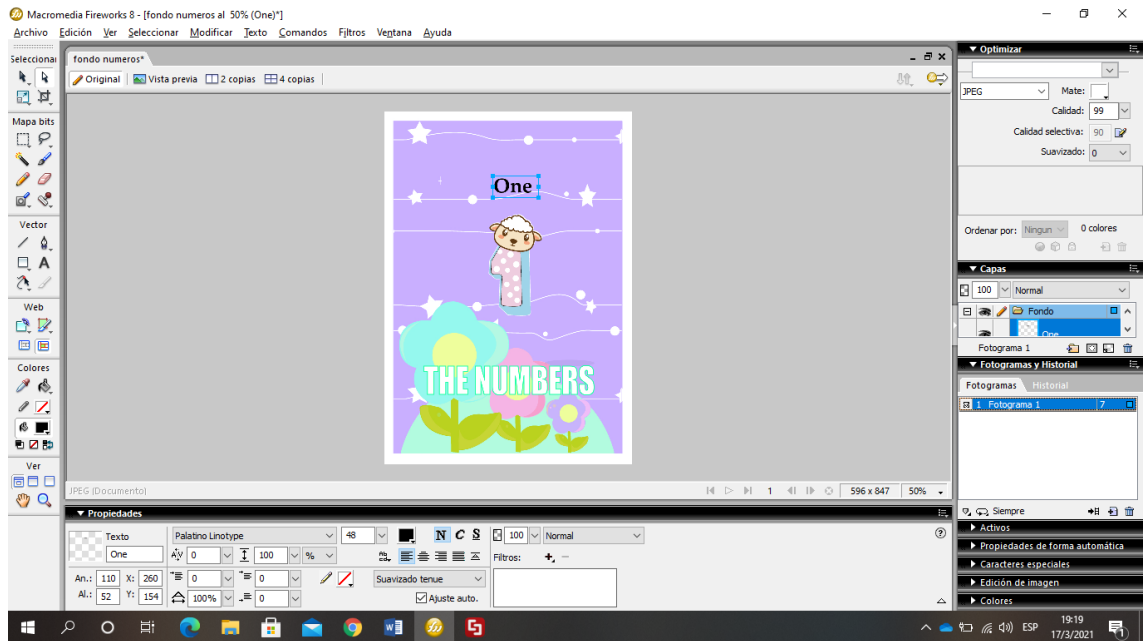 Macromedia Fireworks 8 - [fondo numeros al 50% (One)*]
Archivo Edición Ver Seleccionar Modificar Texto Comandos Filtros Ventana Ayuda
Seleccionar
fondo numeros*
Original Vista previa 2 copias 4 copias
Mapa bits
Vector
Web
Colores
Ver
One
THE NUMBERS
JPEG (Documento)
1
596 x 847
50%
Optimizar
JPEG Mate:
Calidad: 99
Calidad selectiva: 90
Suavizado: 0
Ordenar por: Ningun 0 colores
Capas
100 Normal
Fondo
One
Fotograma 1
Fotogramas y Historial
Fotogramas Historial
1 Fotograma 1 7
Siempre
Activos
Propiedades de forma automática
Caracteres especiales
Edición de imagen
Colores
Propiedades
Texto Palatino Linotype 48 N C S 100 Normal
One 0 100 % Filtros:
An.: 110 X: 260 0 0 Suavizado tenue
Al.: 52 Y: 154 100% 0 Ajuste auto.
ESP
19:19
17/3/2021